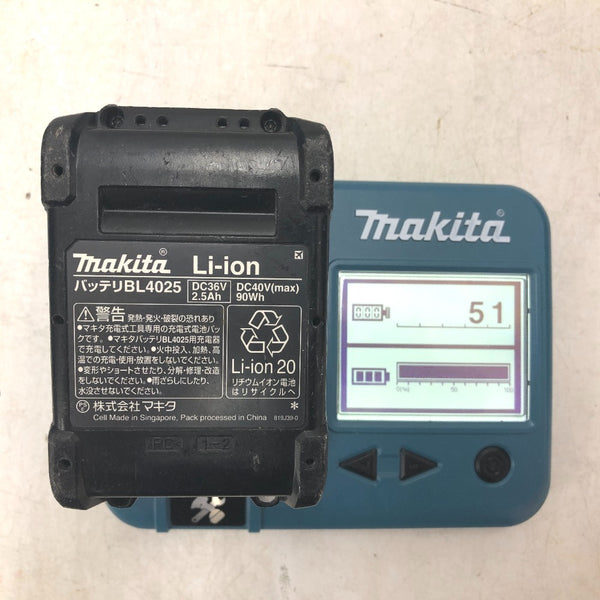 makita® Li-ion
バッテリBL4025 DC36V 2.5Ah DC40V(max) 90Wh
⚠警告 発熱・発火・破裂の恐れあり
●マキタ充電式工具専用の充電式電池パックです。●マキタバッテリBL4025用充電器
で充電してください。●火中投入、加熱、高
温での充電・使用・放置をしないでください。
●変形やショートさせたり、分解・修理・改造
をしないでください。●雨ざらしにしたり、
水没させないでください。
Li-ion 20
リチウムイオン電池
はリサイクルへ
株式会社マキタ
Cell Made in Singapore, Pack processed in China
819J39-0
*
>PC< 1-2
makita®
000 51
0(%) 50 100